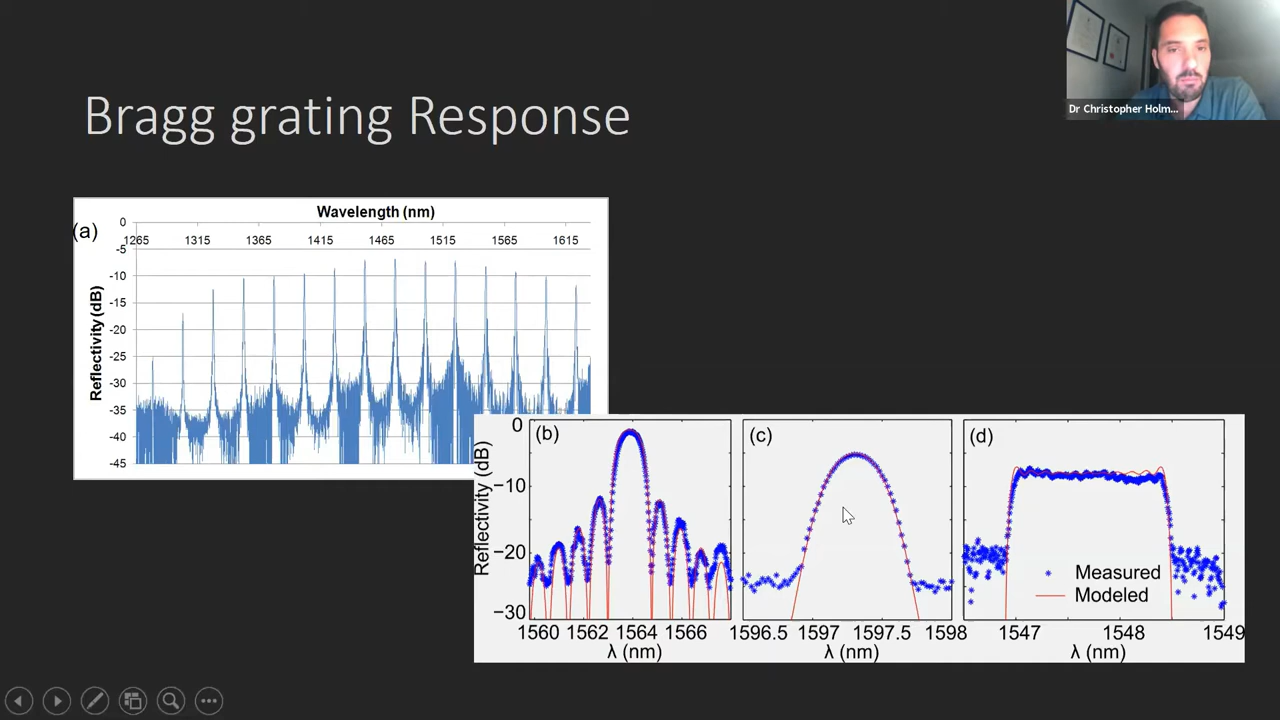 Dr Christopher Holm...
Bragg grating Response
(a)
Wavelength (nm)
0
1265 1315 1365 1415 1465 1515 1565 1615
-5
-10
-15
-20
-25
-30
-35
-40
-45
Reflectivity (dB)
(b)
(c)
(d)
0
−10
−20
−30
Reflectivity (dB)
Measured
Modeled
1560 1562 1564 1566
λ (nm)
1596.5 1597 1597.5 1598
λ (nm)
1547 1548 1549
λ (nm)